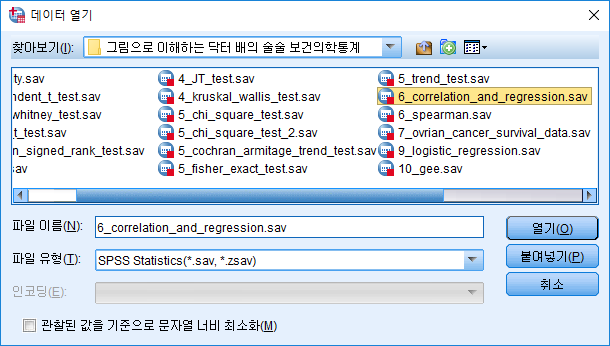 데이터 열기
찾아보기(I): 그림으로 이해하는 닥터 배의 술술 보건의학통계
ty.sav
ndent_t_test.sav
whitney_test.sav
t_test.sav
n_signed_rank_test.sav
sav
4_JT_test.sav
4_kruskal_wallis_test.sav
5_chi_square_test.sav
5_chi_square_test_2.sav
5_cochran_armitage_trend_test.sav
5_fisher_exact_test.sav
5_trend_test.sav
6_correlation_and_regression.sav
6_spearman.sav
7_ovrian_cancer_survival_data.sav
9_logistic_regression.sav
10_gee.sav
파일 이름(N): 6_correlation_and_regression.sav
열기(O)
파일 유형(T): SPSS Statistics(*.sav, *.zsav)
붙여넣기(P)
인코딩(E):
취소
관찰된 값을 기준으로 문자열 너비 최소화(M)